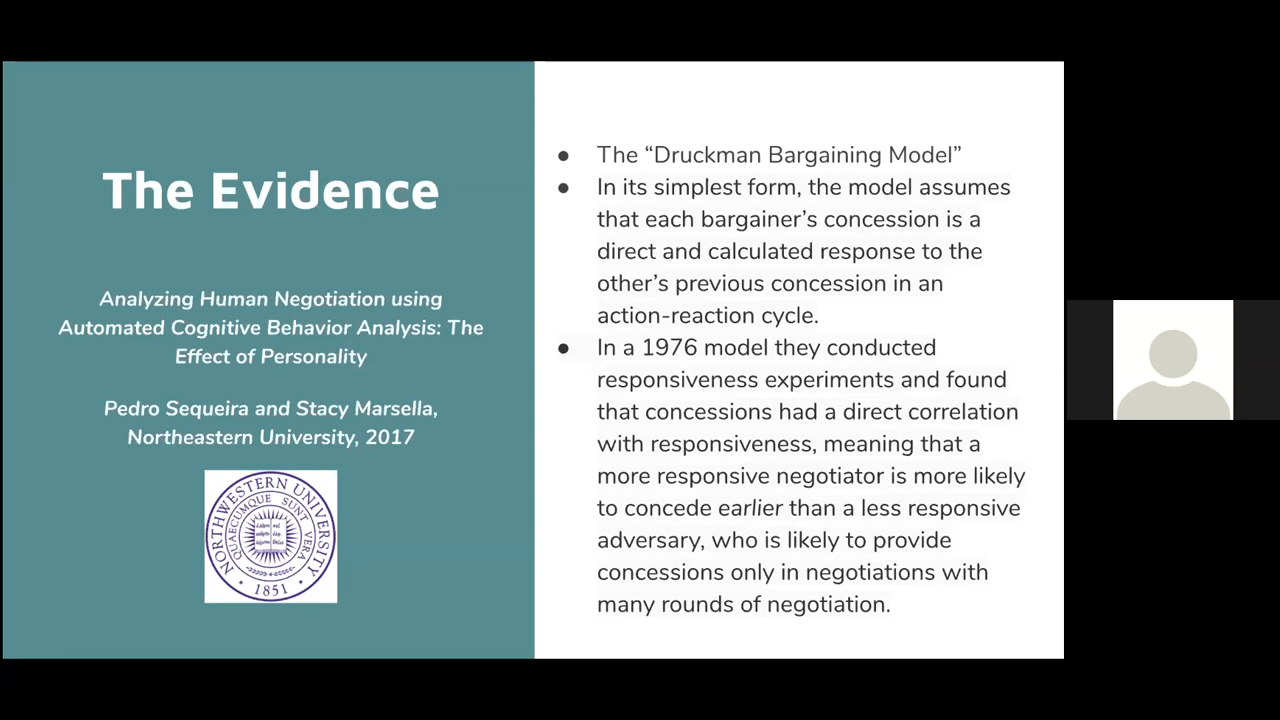 The Evidence
Analyzing Human Negotiation using
Automated Cognitive Behavior Analysis: The
Effect of Personality
Pedro Sequeira and Stacy Marsella,
Northeastern University, 2017
NORTHWESTERN UNIVERSITY
QUAECUMQUE SUNT VERA
1851
● The “Druckman Bargaining Model”
● In its simplest form, the model assumes
that each bargainer’s concession is a
direct and calculated response to the
other’s previous concession in an
action-reaction cycle.
● In a 1976 model they conducted
responsiveness experiments and found
that concessions had a direct correlation
with responsiveness, meaning that a
more responsive negotiator is more likely
to concede earlier than a less responsive
adversary, who is likely to provide
concessions only in negotiations with
many rounds of negotiation.